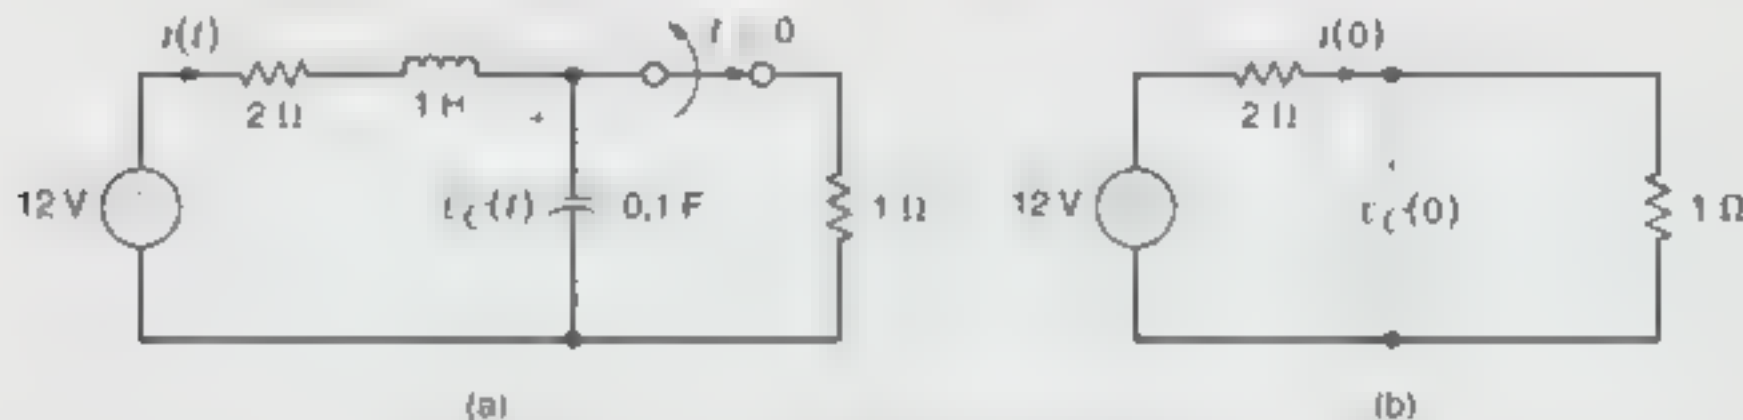 i(t)
t = 0
2 Ω
1 H
+
12 V
v_C(t)
0.1 F
1 Ω
(a)
i(0)
2 Ω
12 V
v_C(0)
1 Ω
(b)